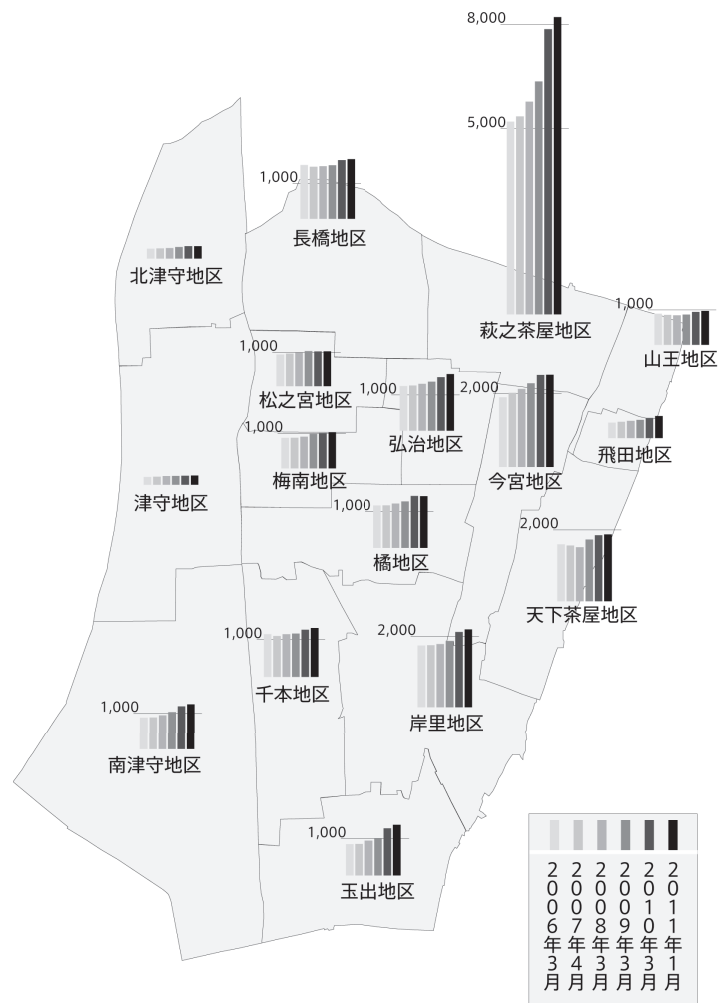 8,000
5,000
1,000
長橋地区
北津守地区
萩之茶屋地区
1,000
山王地区
1,000
松之宮地区
1,000
弘治地区
2,000
今宮地区
飛田地区
1,000
梅南地区
津守地区
1,000
橘地区
2,000
天下茶屋地区
1,000
千本地区
2,000
岸里地区
1,000
南津守地区
1,000
玉出地区
2006年3月
2007年4月
2008年3月
2009年3月
2010年3月
2011年1月